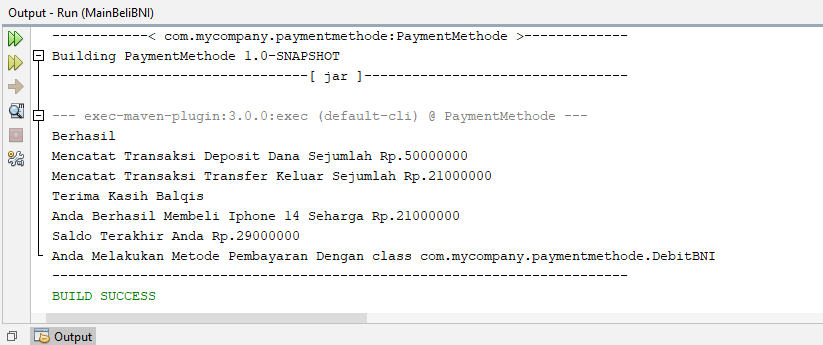 Output - Run (MainBeliBNI)
------------< com.mycompany.paymentmethode:PaymentMethode >-------------
Building PaymentMethode 1.0-SNAPSHOT
--------------------------------[ jar ]---------------------------------
--- exec-maven-plugin:3.0.0:exec (default-cli) @ PaymentMethode ---
Berhasil
Mencatat Transaksi Deposit Dana Sejumlah Rp.50000000
Mencatat Transaksi Transfer Keluar Sejumlah Rp.21000000
Terima Kasih Balqis
Anda Berhasil Membeli Iphone 14 Seharga Rp.21000000
Saldo Terakhir Anda Rp.29000000
Anda Melakukan Metode Pembayaran Dengan class com.mycompany.paymentmethode.DebitBNI
------------------------------------------------------------------------
BUILD SUCCESS
Output